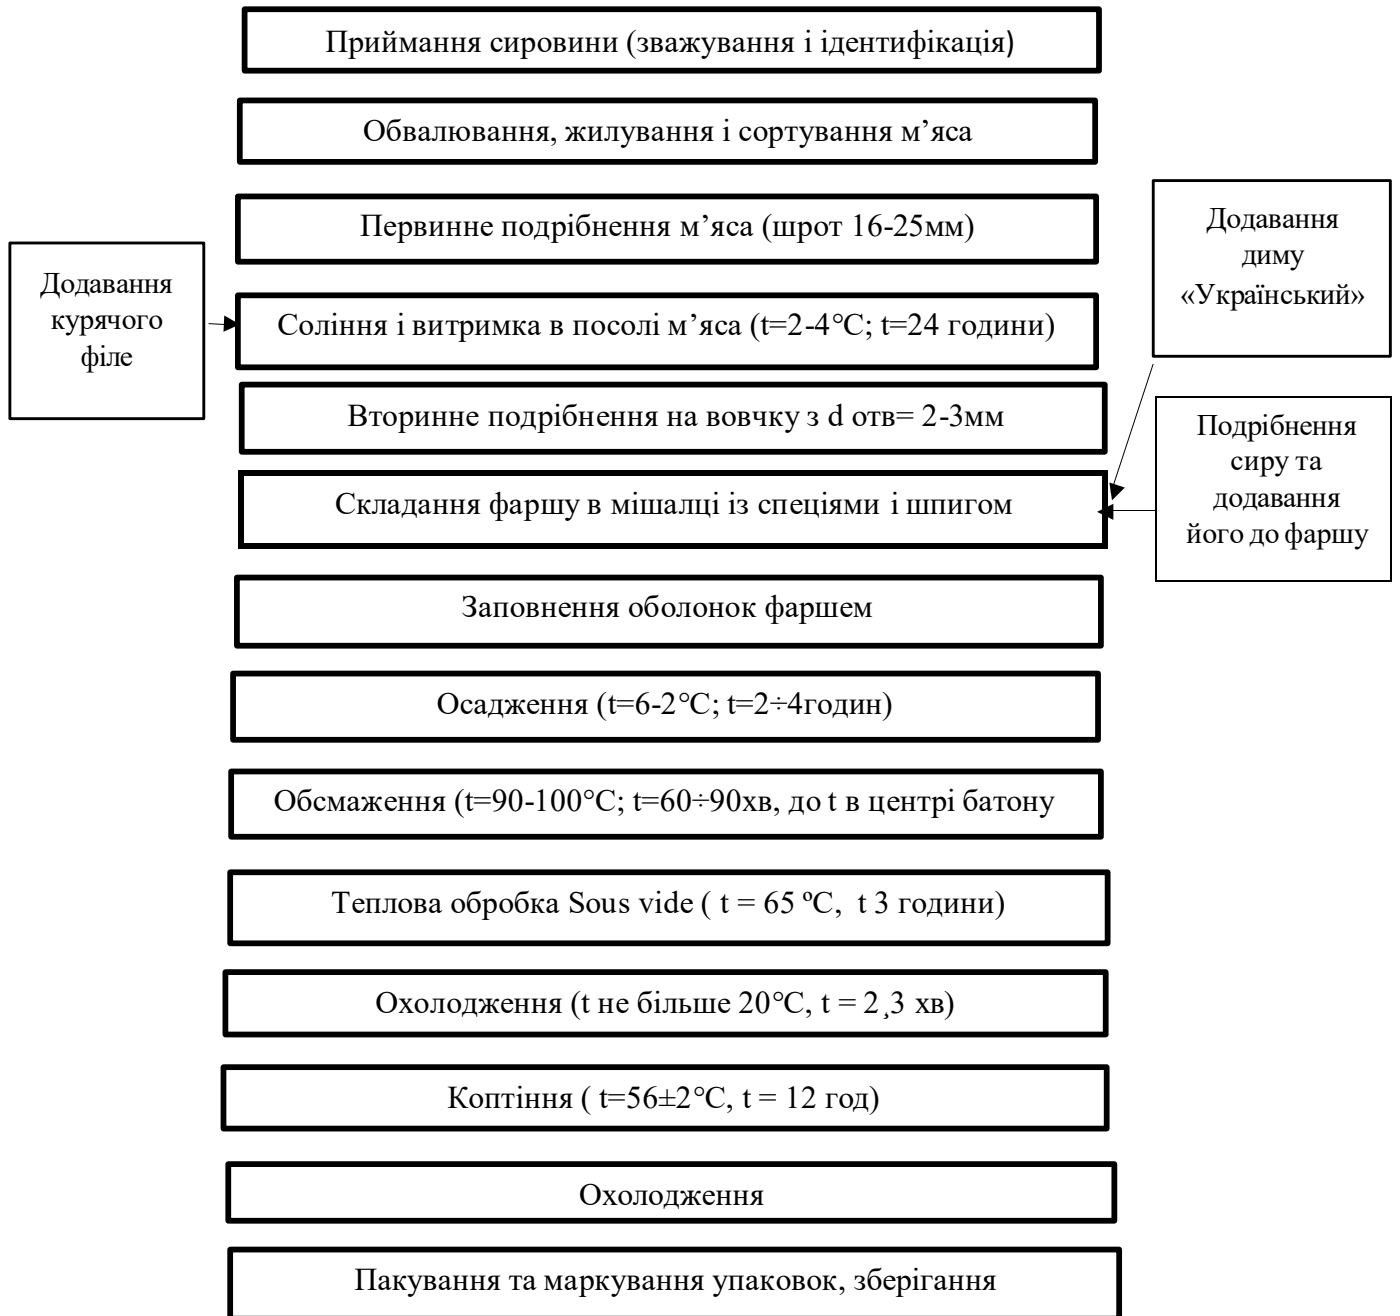 Приймання сировини (зважування і ідентифікація)
Обвалювання, жилування і сортування м’яса
Первинне подрібнення м’яса (шрот 16-25мм)
Додавання
диму
«Український»
Додавання
курячого
філе
Соління і витримка в посолі м’яса (t=2-4°C; t=24 години)
Вторинне подрібнення на вовчку з d отв= 2-3мм
Подрібнення
сиру та
додавання
його до фаршу
Складання фаршу в мішалці із спеціями і шпигом
Заповнення оболонок фаршем
Осадження (t=6-2°C; t=2÷4годин)
Обсмаження (t=90-100°C; t=60÷90хв, до t в центрі батону
Теплова обробка Sous vide ( t = 65 ºC, t 3 години)
Охолодження (t не більше 20°C, t = 2¸3 хв)
Коптіння ( t=56±2°C, t = 12 год)
Охолодження
Пакування та маркування упаковок, зберігання